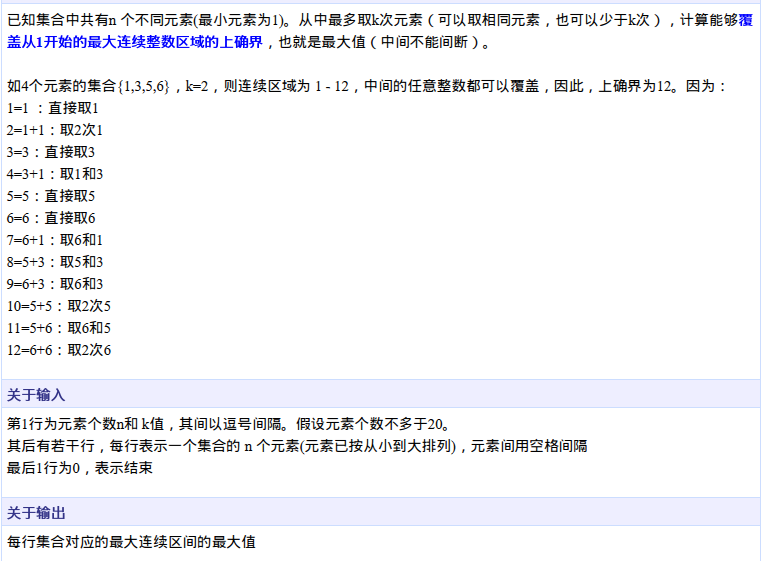 已知集合中共有n 个不同元素(最小元素为1)。从中最多取k次元素（可以取相同元素，也可以少于k次），计算能够覆
盖从1开始的最大连续整数区域的上确界，也就是最大值（中间不能间断）。
如4个元素的集合{1,3,5,6}，k=2，则连续区域为 1 - 12，中间的任意整数都可以覆盖，因此，上确界为12。因为：
1=1 ：直接取1
2=1+1：取2次1
3=3：直接取3
4=3+1：取1和3
5=5：直接取5
6=6：直接取6
7=6+1：取6和1
8=5+3：取5和3
9=6+3：取6和3
10=5+5：取2次5
11=5+6：取6和5
12=6+6：取2次6
关于输入
第1行为元素个数n和 k值，其间以逗号间隔。假设元素个数不多于20。
其后有若干行，每行表示一个集合的 n 个元素(元素已按从小到大排列)，元素间用空格间隔
最后1行为0，表示结束
关于输出
每行集合对应的最大连续区间的最大值